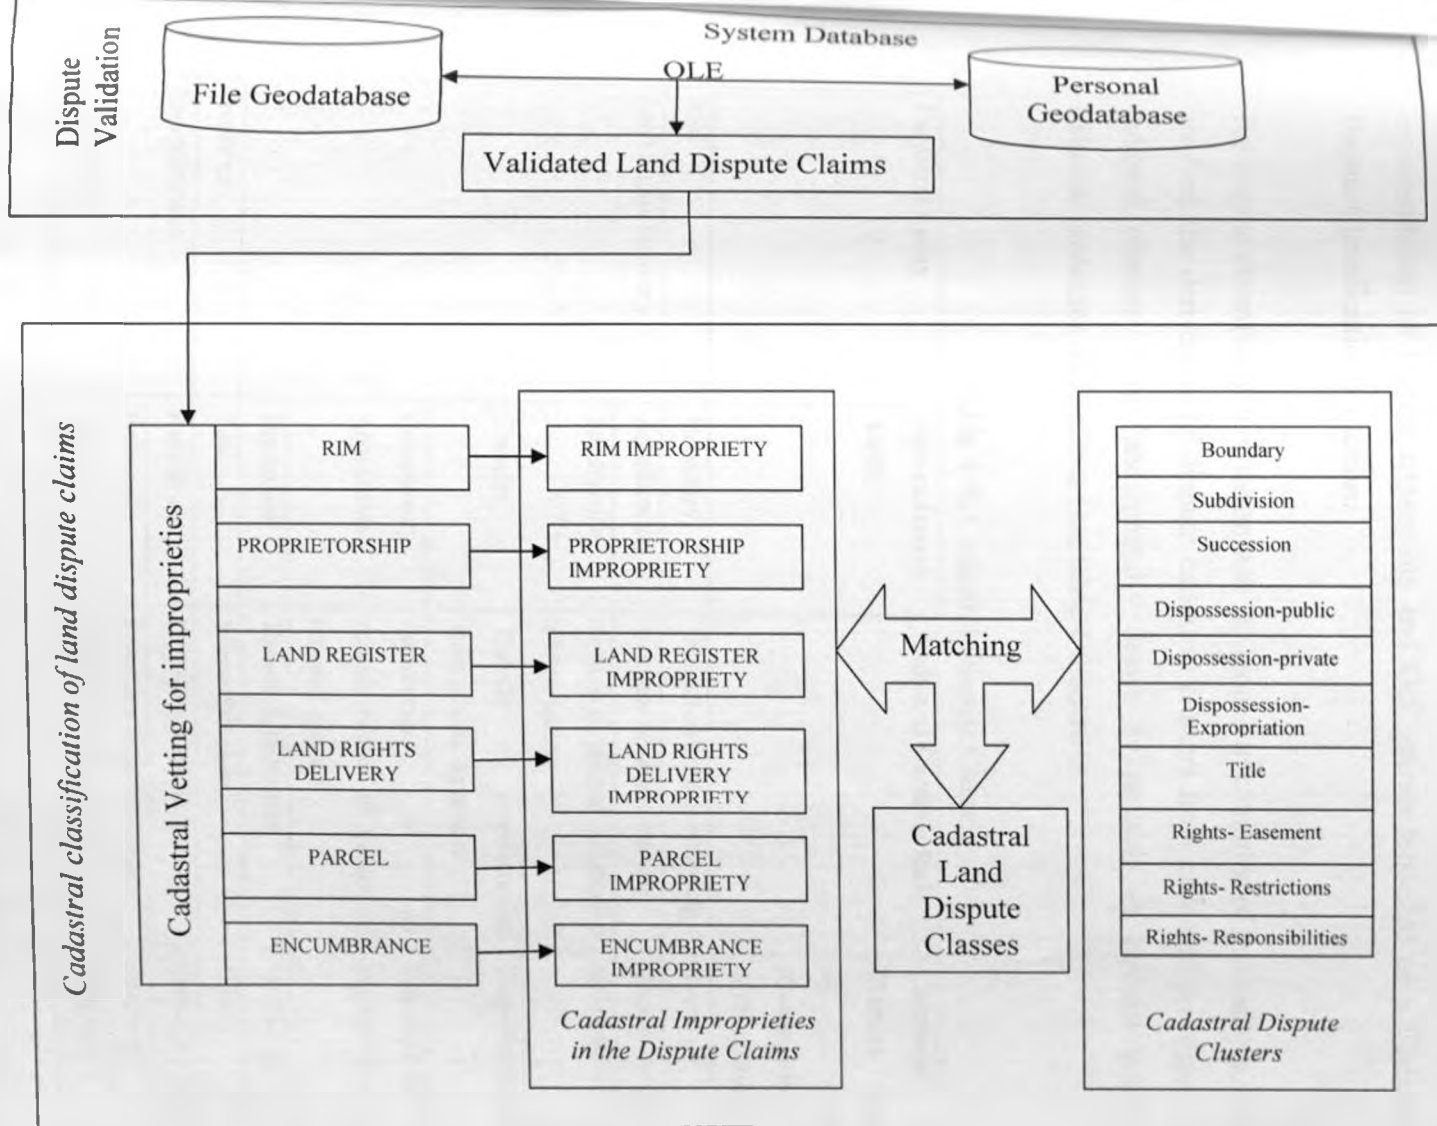 System Database
Dispute
Validation
File Geodatabase
OLE
Personal
Geodatabase
Validated Land Dispute Claims
Cadastral classification of land dispute claims
Cadastral Vetting for improprieties
RIM
PROPRIETORSHIP
LAND REGISTER
LAND RIGHTS
DELIVERY
PARCEL
ENCUMBRANCE
RIM IMPROPRIETY
PROPRIETORSHIP
IMPROPRIETY
LAND REGISTER
IMPROPRIETY
LAND RIGHTS
DELIVERY
IMPROPRIETY
PARCEL
IMPROPRIETY
ENCUMBRANCE
IMPROPRIETY
Cadastral Improprieties
in the Dispute Claims
Matching
Cadastral
Land
Dispute
Classes
Boundary
Subdivision
Succession
Dispossession-public
Dispossession-private
Dispossession-
Expropriation
Title
Rights- Easement
Rights- Restrictions
Rights- Responsibilities
Cadastral Dispute
Clusters